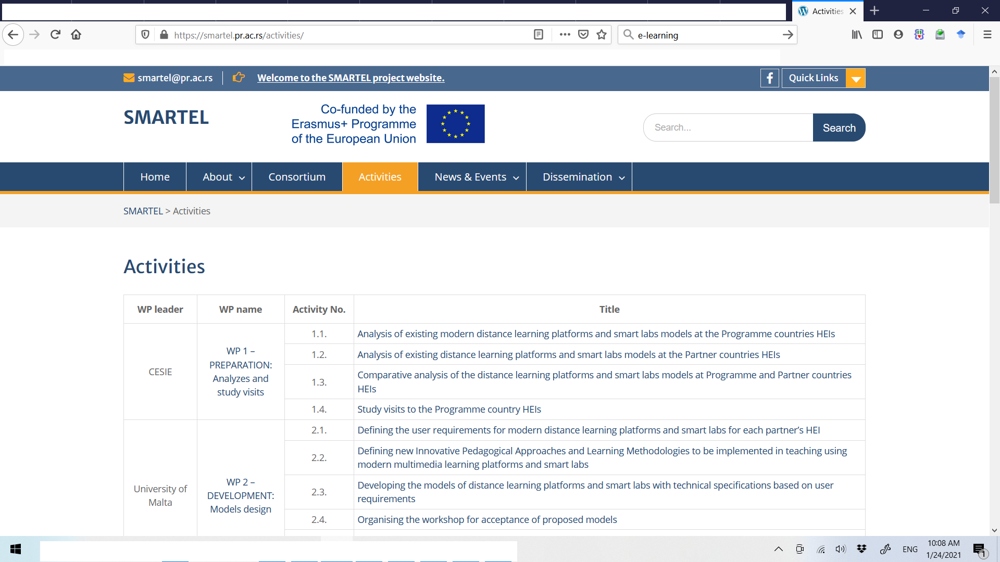 Activities
https://smartel.pr.ac.rs/activities/
e-learning
smartel@pr.ac.rs
Welcome to the SMARTEL project website.
f
Quick Links
SMARTEL
Co-funded by the
Erasmus+ Programme
of the European Union
Search...
Search
Home
About
Consortium
Activities
News & Events
Dissemination
SMARTEL > Activities
Activities
WP leader
WP name
Activity No.
Title
CESIE
WP 1 –
PREPARATION:
Analyzes and
study visits
1.1.
Analysis of existing modern distance learning platforms and smart labs models at the Programme countries HEIs
1.2.
Analysis of existing distance learning platforms and smart labs models at the Partner countries HEIs
1.3.
Comparative analysis of the distance learning platforms and smart labs models at Programme and Partner countries
HEIs
1.4.
Study visits to the Programme country HEIs
University of
Malta
WP 2 –
DEVELOPMENT:
Models design
2.1.
Defining the user requirements for modern distance learning platforms and smart labs for each partner’s HEI
2.2.
Defining new Innovative Pedagogical Approaches and Learning Methodologies to be implemented in teaching using
modern multimedia learning platforms and smart labs
2.3.
Developing the models of distance learning platforms and smart labs with technical specifications based on user
requirements
2.4.
Organising the workshop for acceptance of proposed models
ENG
10:08 AM
1/24/2021
1